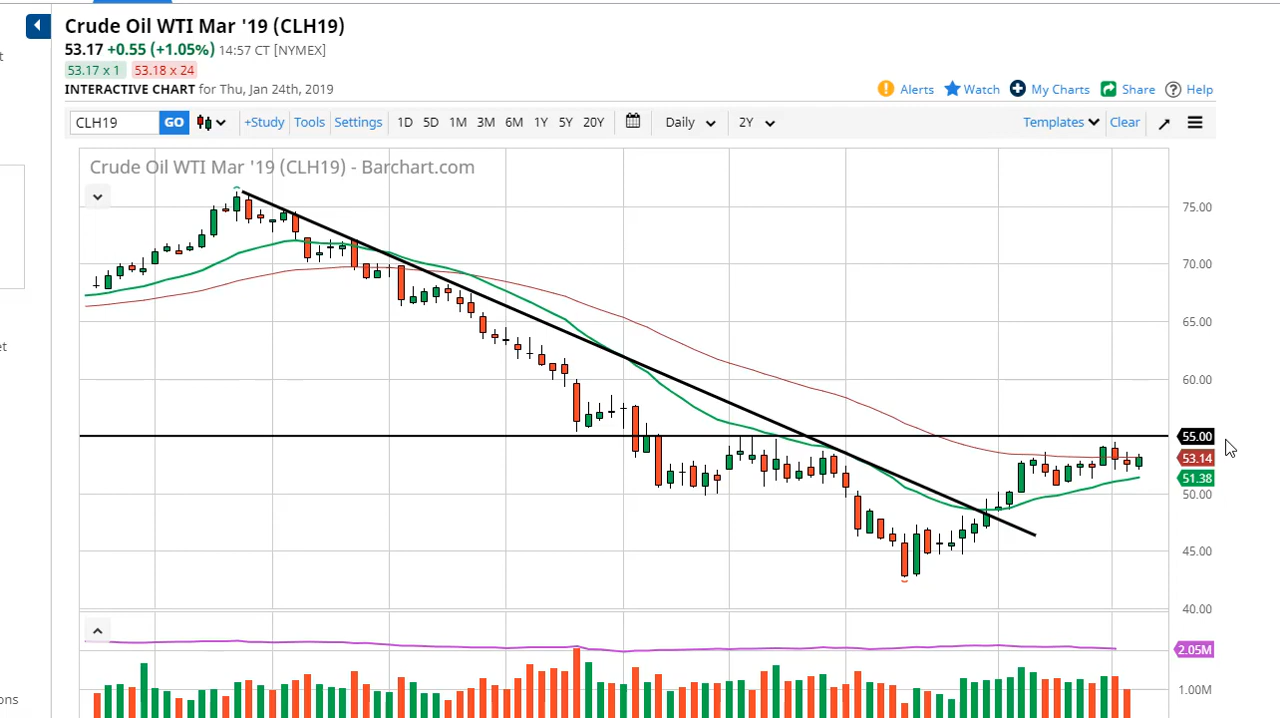 Crude Oil WTI Mar '19 (CLH19)
53.17 +0.55 (+1.05%) 14:57 CT [NYMEX]
53.17 x 1 53.18 x 24
INTERACTIVE CHART for Thu, Jan 24th, 2019
Alerts Watch My Charts Share Help
CLH19 GO +Study Tools Settings 1D 5D 1M 3M 6M 1Y 5Y 20Y Daily 2Y Templates Clear
Crude Oil WTI Mar '19 (CLH19) - Barchart.com
75.00
70.00
65.00
60.00
55.00
53.14
51.38
50.00
45.00
40.00
2.05M
1.00M
t
et
ons